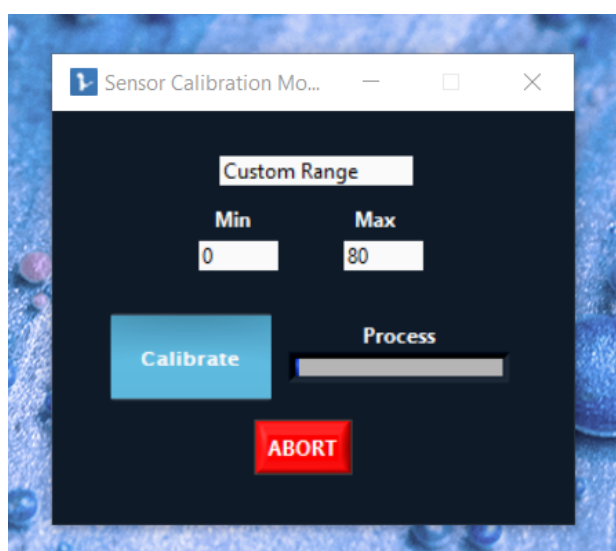 Sensor Calibration Mo...
Custom Range
Min Max
0 80
Process
Calibrate
ABORT